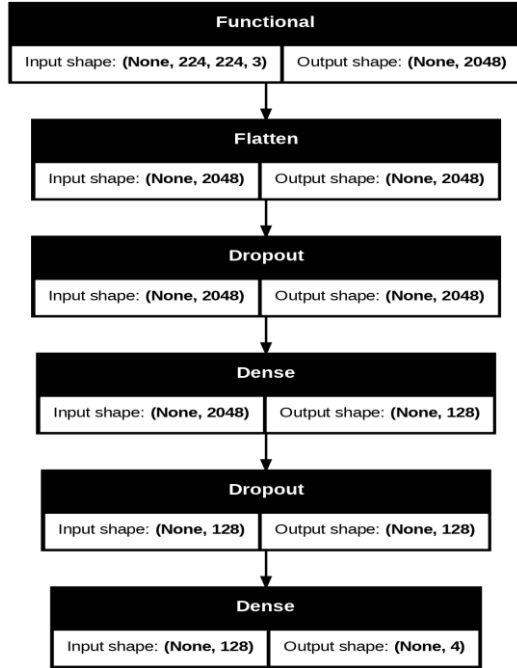 Functional
Input shape: (None, 224, 224, 3) Output shape: (None, 2048)
Flatten
Input shape: (None, 2048) Output shape: (None, 2048)
Dropout
Input shape: (None, 2048) Output shape: (None, 2048)
Dense
Input shape: (None, 2048) Output shape: (None, 128)
Dropout
Input shape: (None, 128) Output shape: (None, 128)
Dense
Input shape: (None, 128) Output shape: (None, 4)